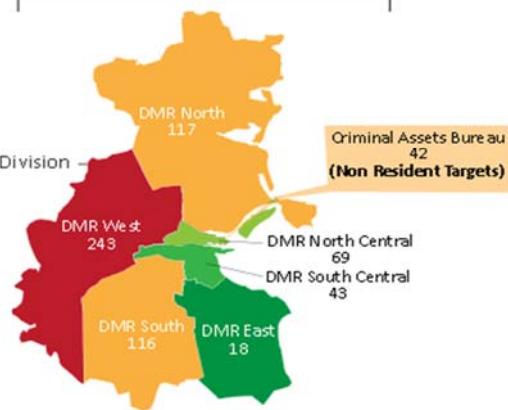 DMR North
117
Criminal Assets Bureau
42
(Non Resident Targets)
Division
DMR West
243
DMR North Central
69
DMR South Central
43
DMR South
116
DMR East
18